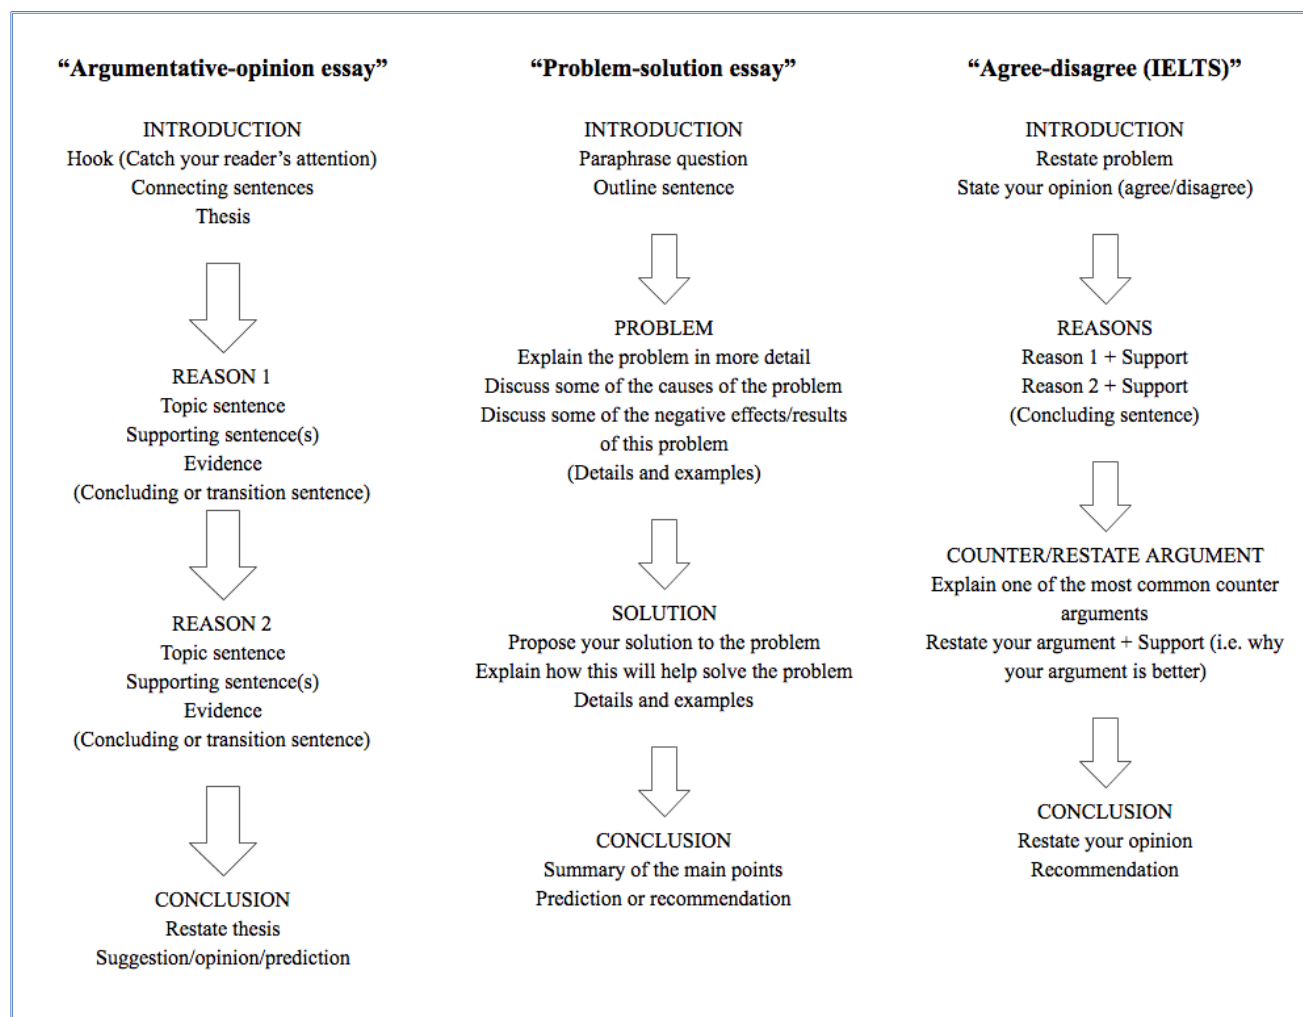 “Argumentative-opinion essay”
INTRODUCTION
Hook (Catch your reader’s attention)
Connecting sentences
Thesis
REASON 1
Topic sentence
Supporting sentence(s)
Evidence
(Concluding or transition sentence)
REASON 2
Topic sentence
Supporting sentence(s)
Evidence
(Concluding or transition sentence)
CONCLUSION
Restate thesis
Suggestion/opinion/prediction
“Problem-solution essay”
INTRODUCTION
Paraphrase question
Outline sentence
PROBLEM
Explain the problem in more detail
Discuss some of the causes of the problem
Discuss some of the negative effects/results
of this problem
(Details and examples)
SOLUTION
Propose your solution to the problem
Explain how this will help solve the problem
Details and examples
CONCLUSION
Summary of the main points
Prediction or recommendation
“Agree-disagree (IELTS)”
INTRODUCTION
Restate problem
State your opinion (agree/disagree)
REASONS
Reason 1 + Support
Reason 2 + Support
(Concluding sentence)
COUNTER/RESTATE ARGUMENT
Explain one of the most common counter
arguments
Restate your argument + Support (i.e. why
your argument is better)
CONCLUSION
Restate your opinion
Recommendation